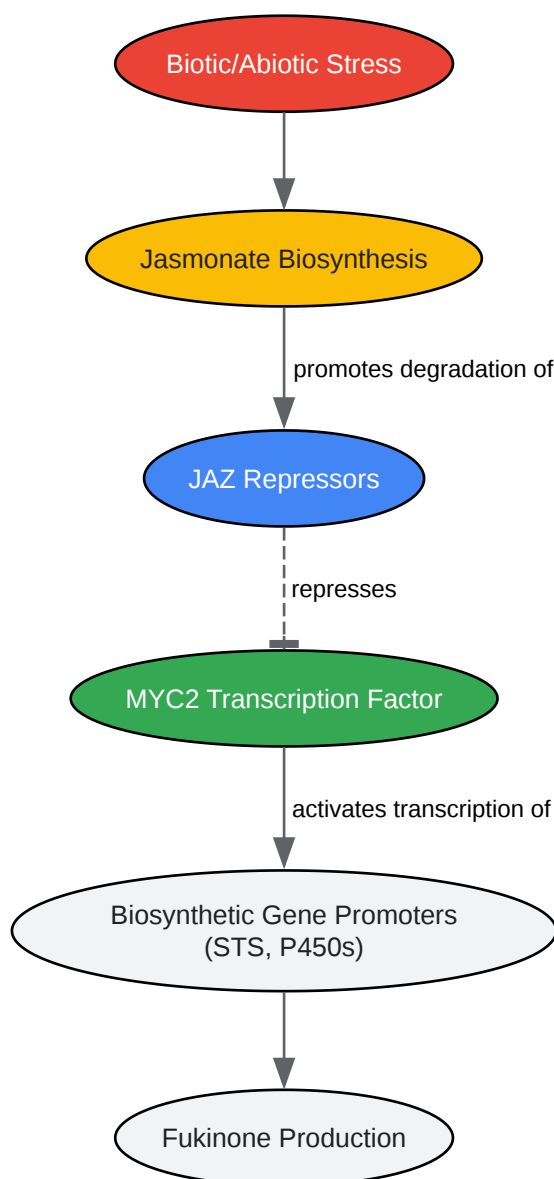 Biotic/Abiotic Stress
Jasmonate Biosynthesis
promotes degradation of
JAZ Repressors
represses
MYC2 Transcription Factor
activates transcription of
Biosynthetic Gene Promoters
(STS, P450s)
Fukinone Production